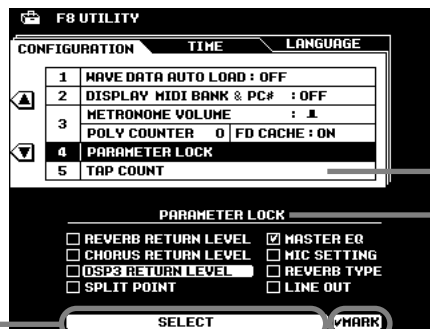 F8 UTILITY
CONFIGURATION TIME LANGUAGE
1 WAVE DATA AUTO LOAD : OFF
2 DISPLAY MIDI BANK & PC# : OFF
3 METRONOME VOLUME :
POLY COUNTER 0 FD CACHE : ON
4 PARAMETER LOCK
5 TAP COUNT
PARAMETER LOCK
REVERB RETURN LEVEL MASTER EQ
CHORUS RETURN LEVEL MIC SETTING
DSP3 RETURN LEVEL REVERB TYPE
SPLIT POINT LINE OUT
SELECT MARK